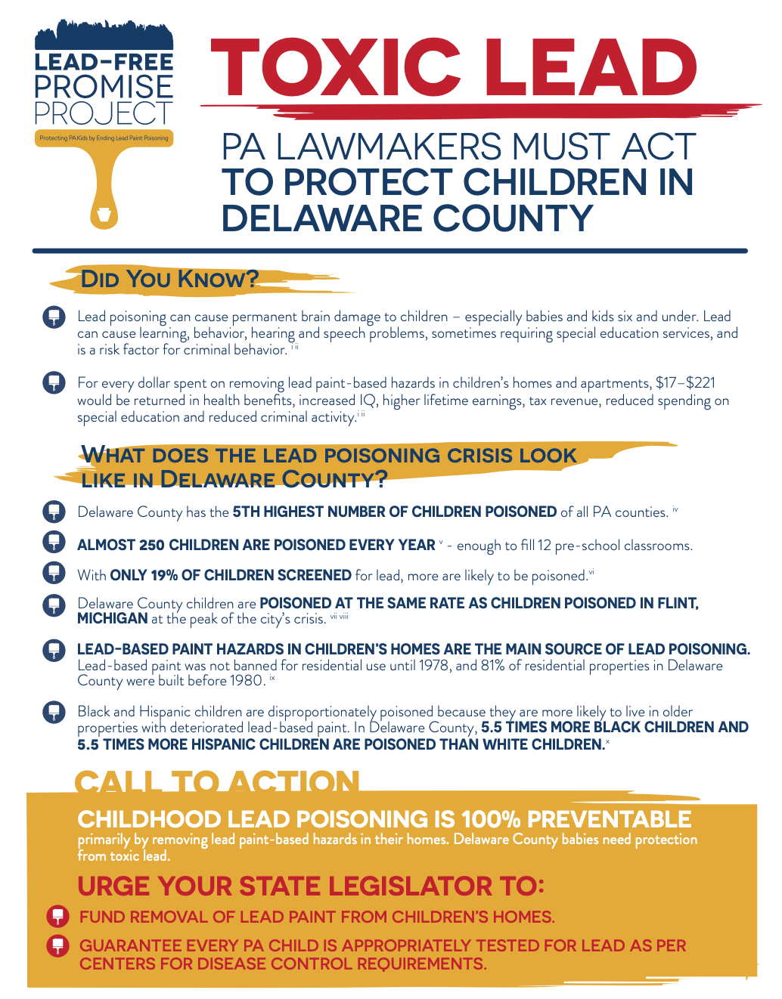 LEAD-FREE
PROMISE
PROJECT
Protecting PA Kids by Ending Lead Paint Poisoning
TOXIC LEAD
PA LAWMAKERS MUST ACT
TO PROTECT CHILDREN IN
DELAWARE COUNTY
DID YOU KNOW?
Lead poisoning can cause permanent brain damage to children – especially babies and kids six and under. Lead
can cause learning, behavior, hearing and speech problems, sometimes requiring special education services, and
is a risk factor for criminal behavior. i ii
For every dollar spent on removing lead paint-based hazards in children's homes and apartments, $17–$221
would be returned in health benefits, increased IQ, higher lifetime earnings, tax revenue, reduced spending on
special education and reduced criminal activity.i ii
WHAT DOES THE LEAD POISONING CRISIS LOOK
LIKE IN DELAWARE COUNTY?
Delaware County has the 5TH HIGHEST NUMBER OF CHILDREN POISONED of all PA counties. iv
ALMOST 250 CHILDREN ARE POISONED EVERY YEAR v - enough to fill 12 pre-school classrooms.
With ONLY 19% OF CHILDREN SCREENED for lead, more are likely to be poisoned.vi
Delaware County children are POISONED AT THE SAME RATE AS CHILDREN POISONED IN FLINT,
MICHIGAN at the peak of the city's crisis. vii viii
LEAD-BASED PAINT HAZARDS IN CHILDREN'S HOMES ARE THE MAIN SOURCE OF LEAD POISONING.
Lead-based paint was not banned for residential use until 1978, and 81% of residential properties in Delaware
County were built before 1980. ix
Black and Hispanic children are disproportionately poisoned because they are more likely to live in older
properties with deteriorated lead-based paint. In Delaware County, 5.5 TIMES MORE BLACK CHILDREN AND
5.5 TIMES MORE HISPANIC CHILDREN ARE POISONED THAN WHITE CHILDREN.x
CALL TO ACTION
CHILDHOOD LEAD POISONING IS 100% PREVENTABLE
primarily by removing lead paint-based hazards in their homes. Delaware County babies need protection
from toxic lead.
URGE YOUR STATE LEGISLATOR TO:
FUND REMOVAL OF LEAD PAINT FROM CHILDREN'S HOMES.
GUARANTEE EVERY PA CHILD IS APPROPRIATELY TESTED FOR LEAD AS PER
CENTERS FOR DISEASE CONTROL REQUIREMENTS.